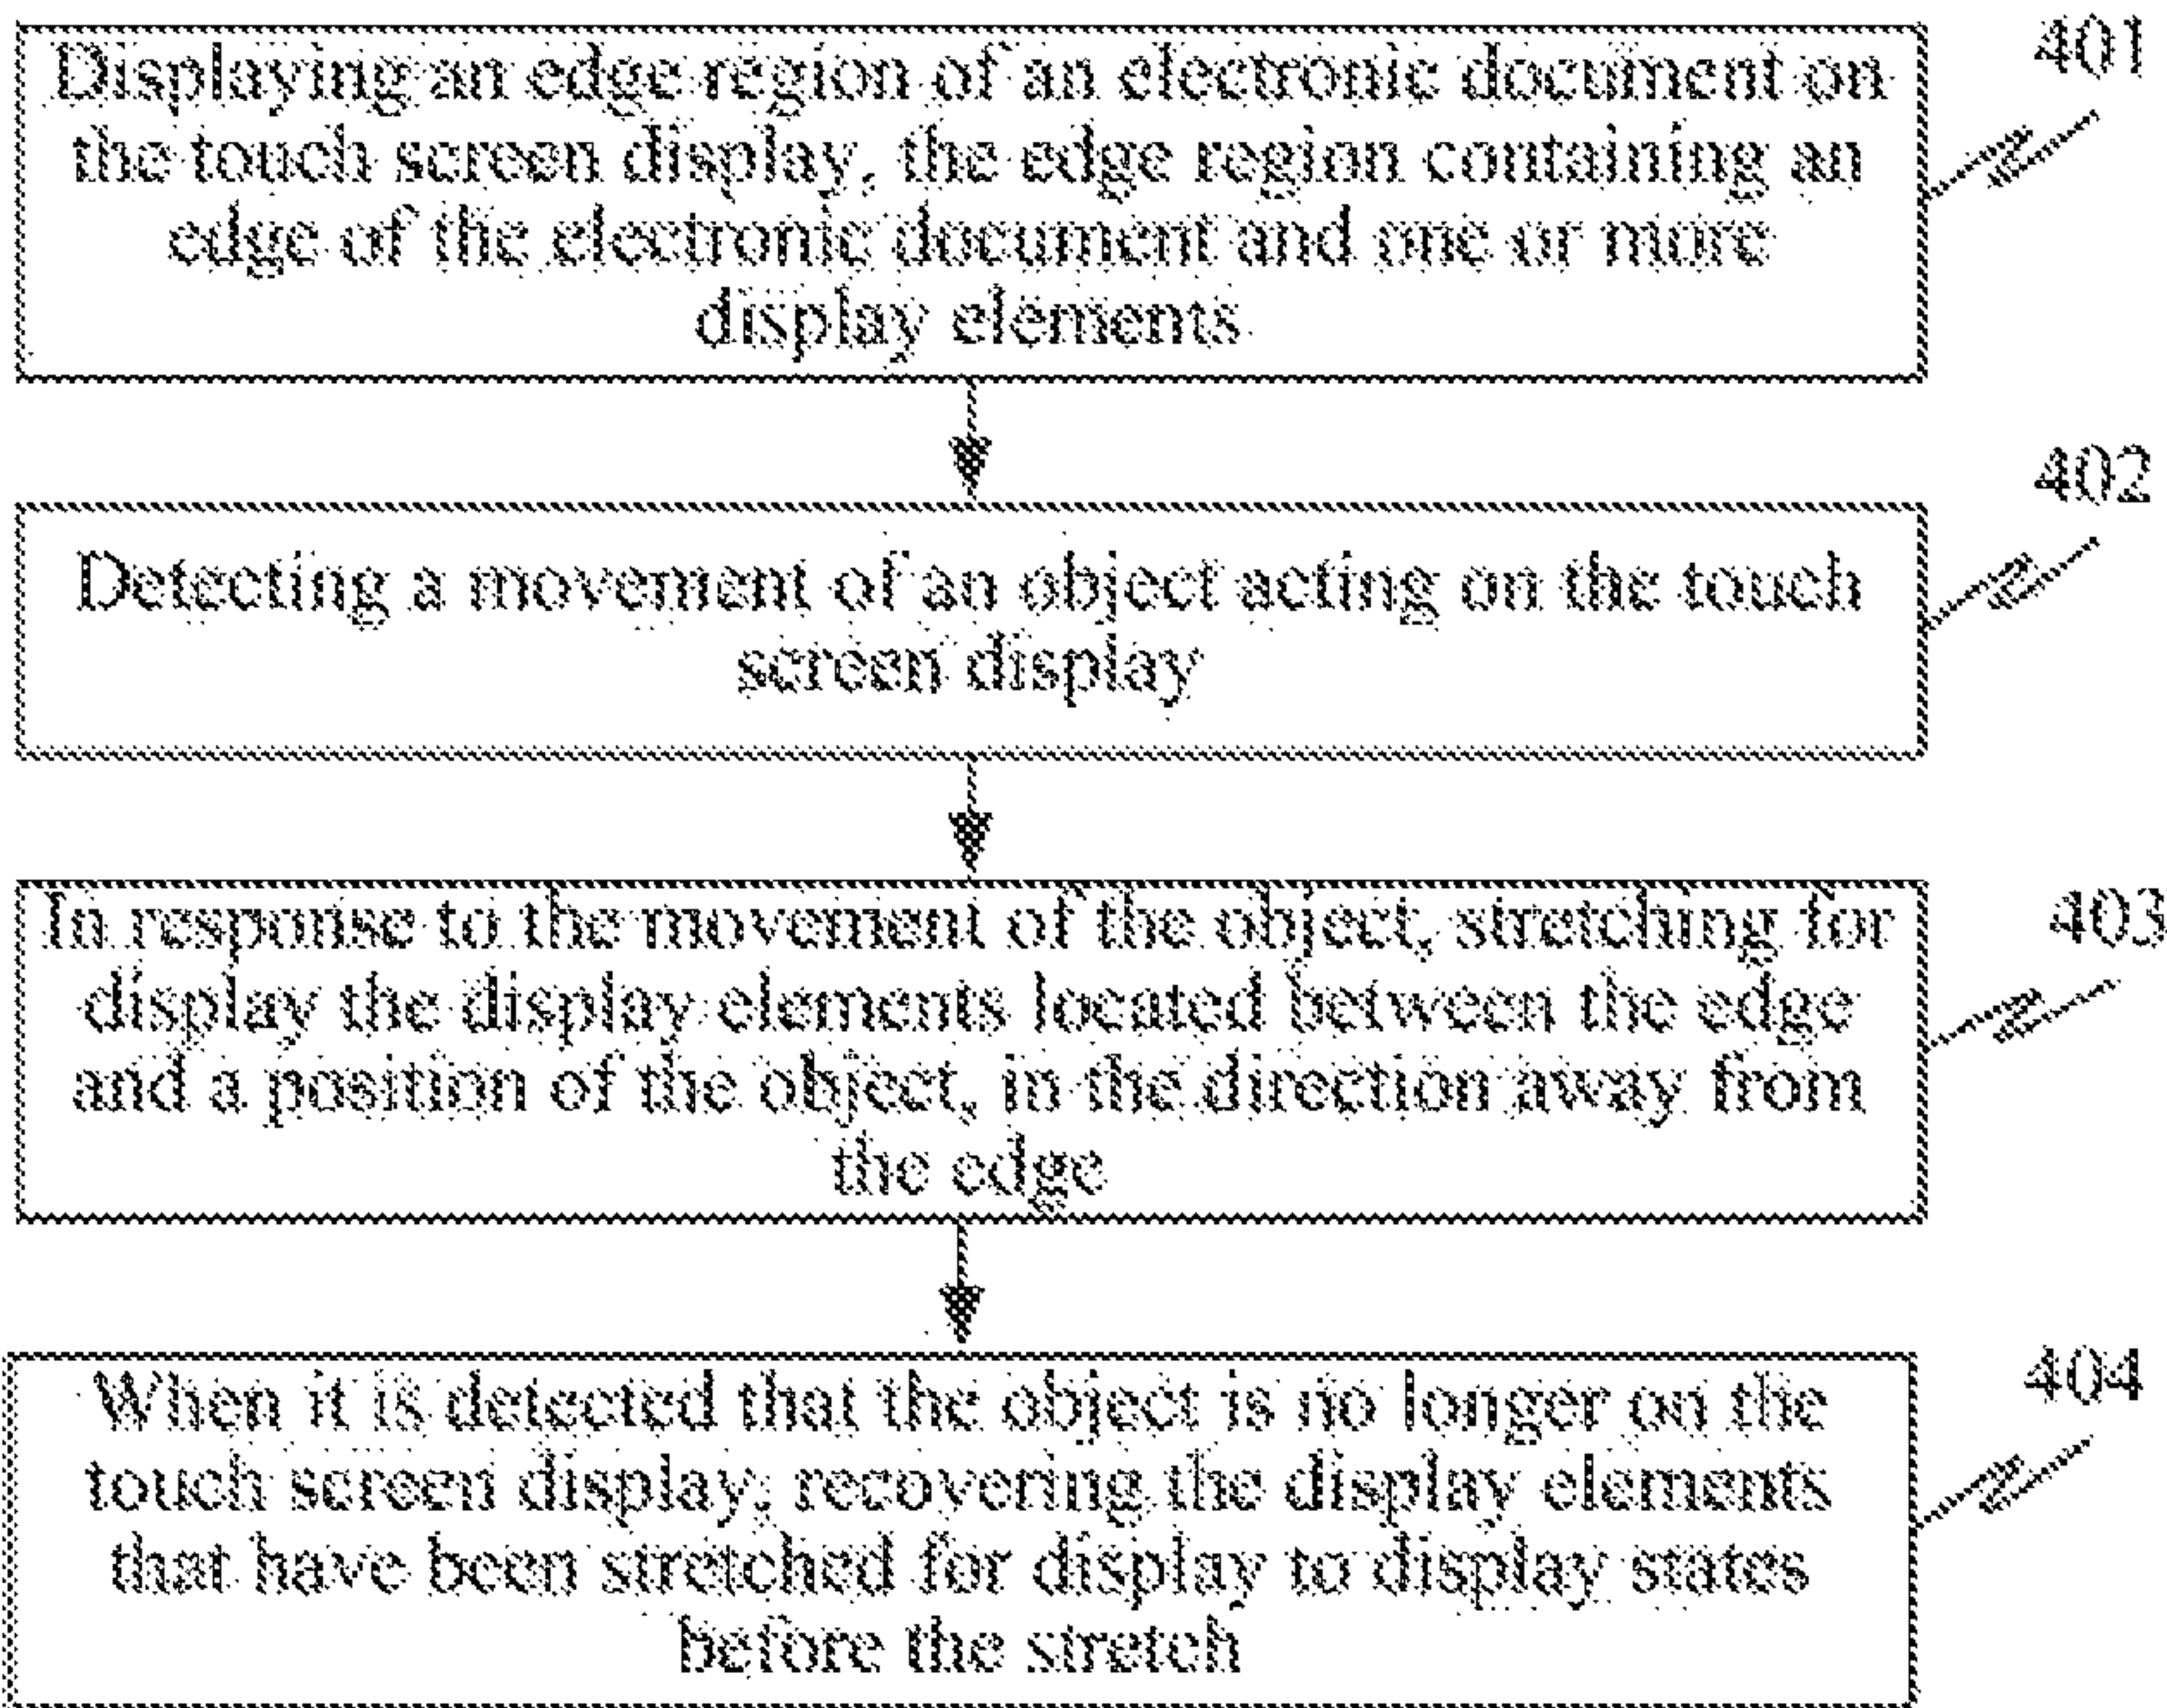 401
Displaying an edge region of an electronic document on
the touch screen display, the edge region containing an
edge of the electronic document and one or more
display elements
402
Detecting a movement of an object acting on the touch
screen display
403
In response to the movement of the object, stretching for
display the display elements located between the edge
and a position of the object, in the direction away from
the edge
404
When it is detected that the object is no longer on the
touch screen display, recovering the display elements
that have been stretched for display to display states
before the stretch